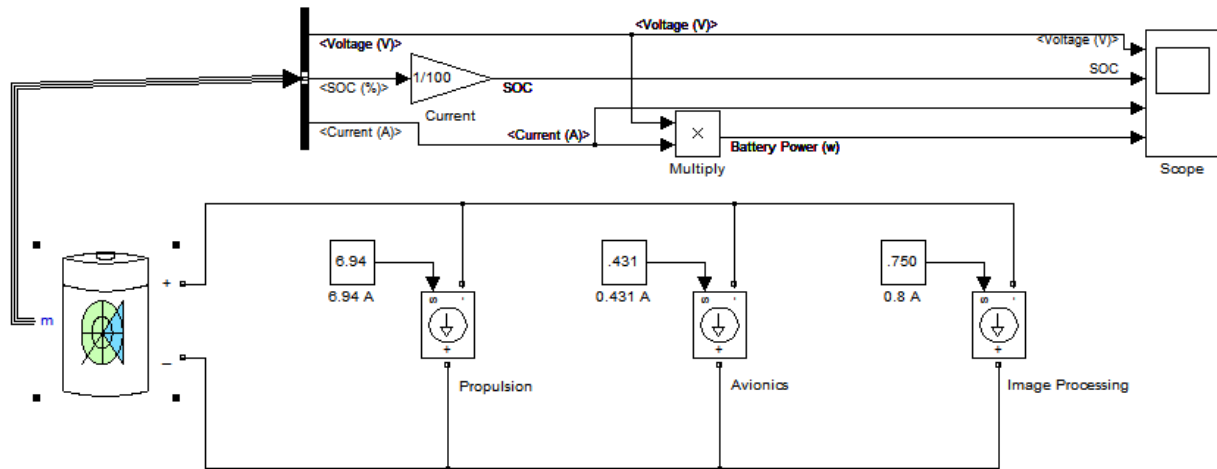 <Voltage (V)>
<Voltage (V)>
<Voltage (V)>
<SOC (%)>
1/100
SOC
SOC
Current
<Current (A)>
<Current (A)>
×
Multiply
Battery Power (w)
Scope
+
_
m
6.94
6.94 A
s
-
+
Propulsion
.431
0.431 A
s
-
+
Avionics
.750
0.8 A
s
-
+
Image Processing